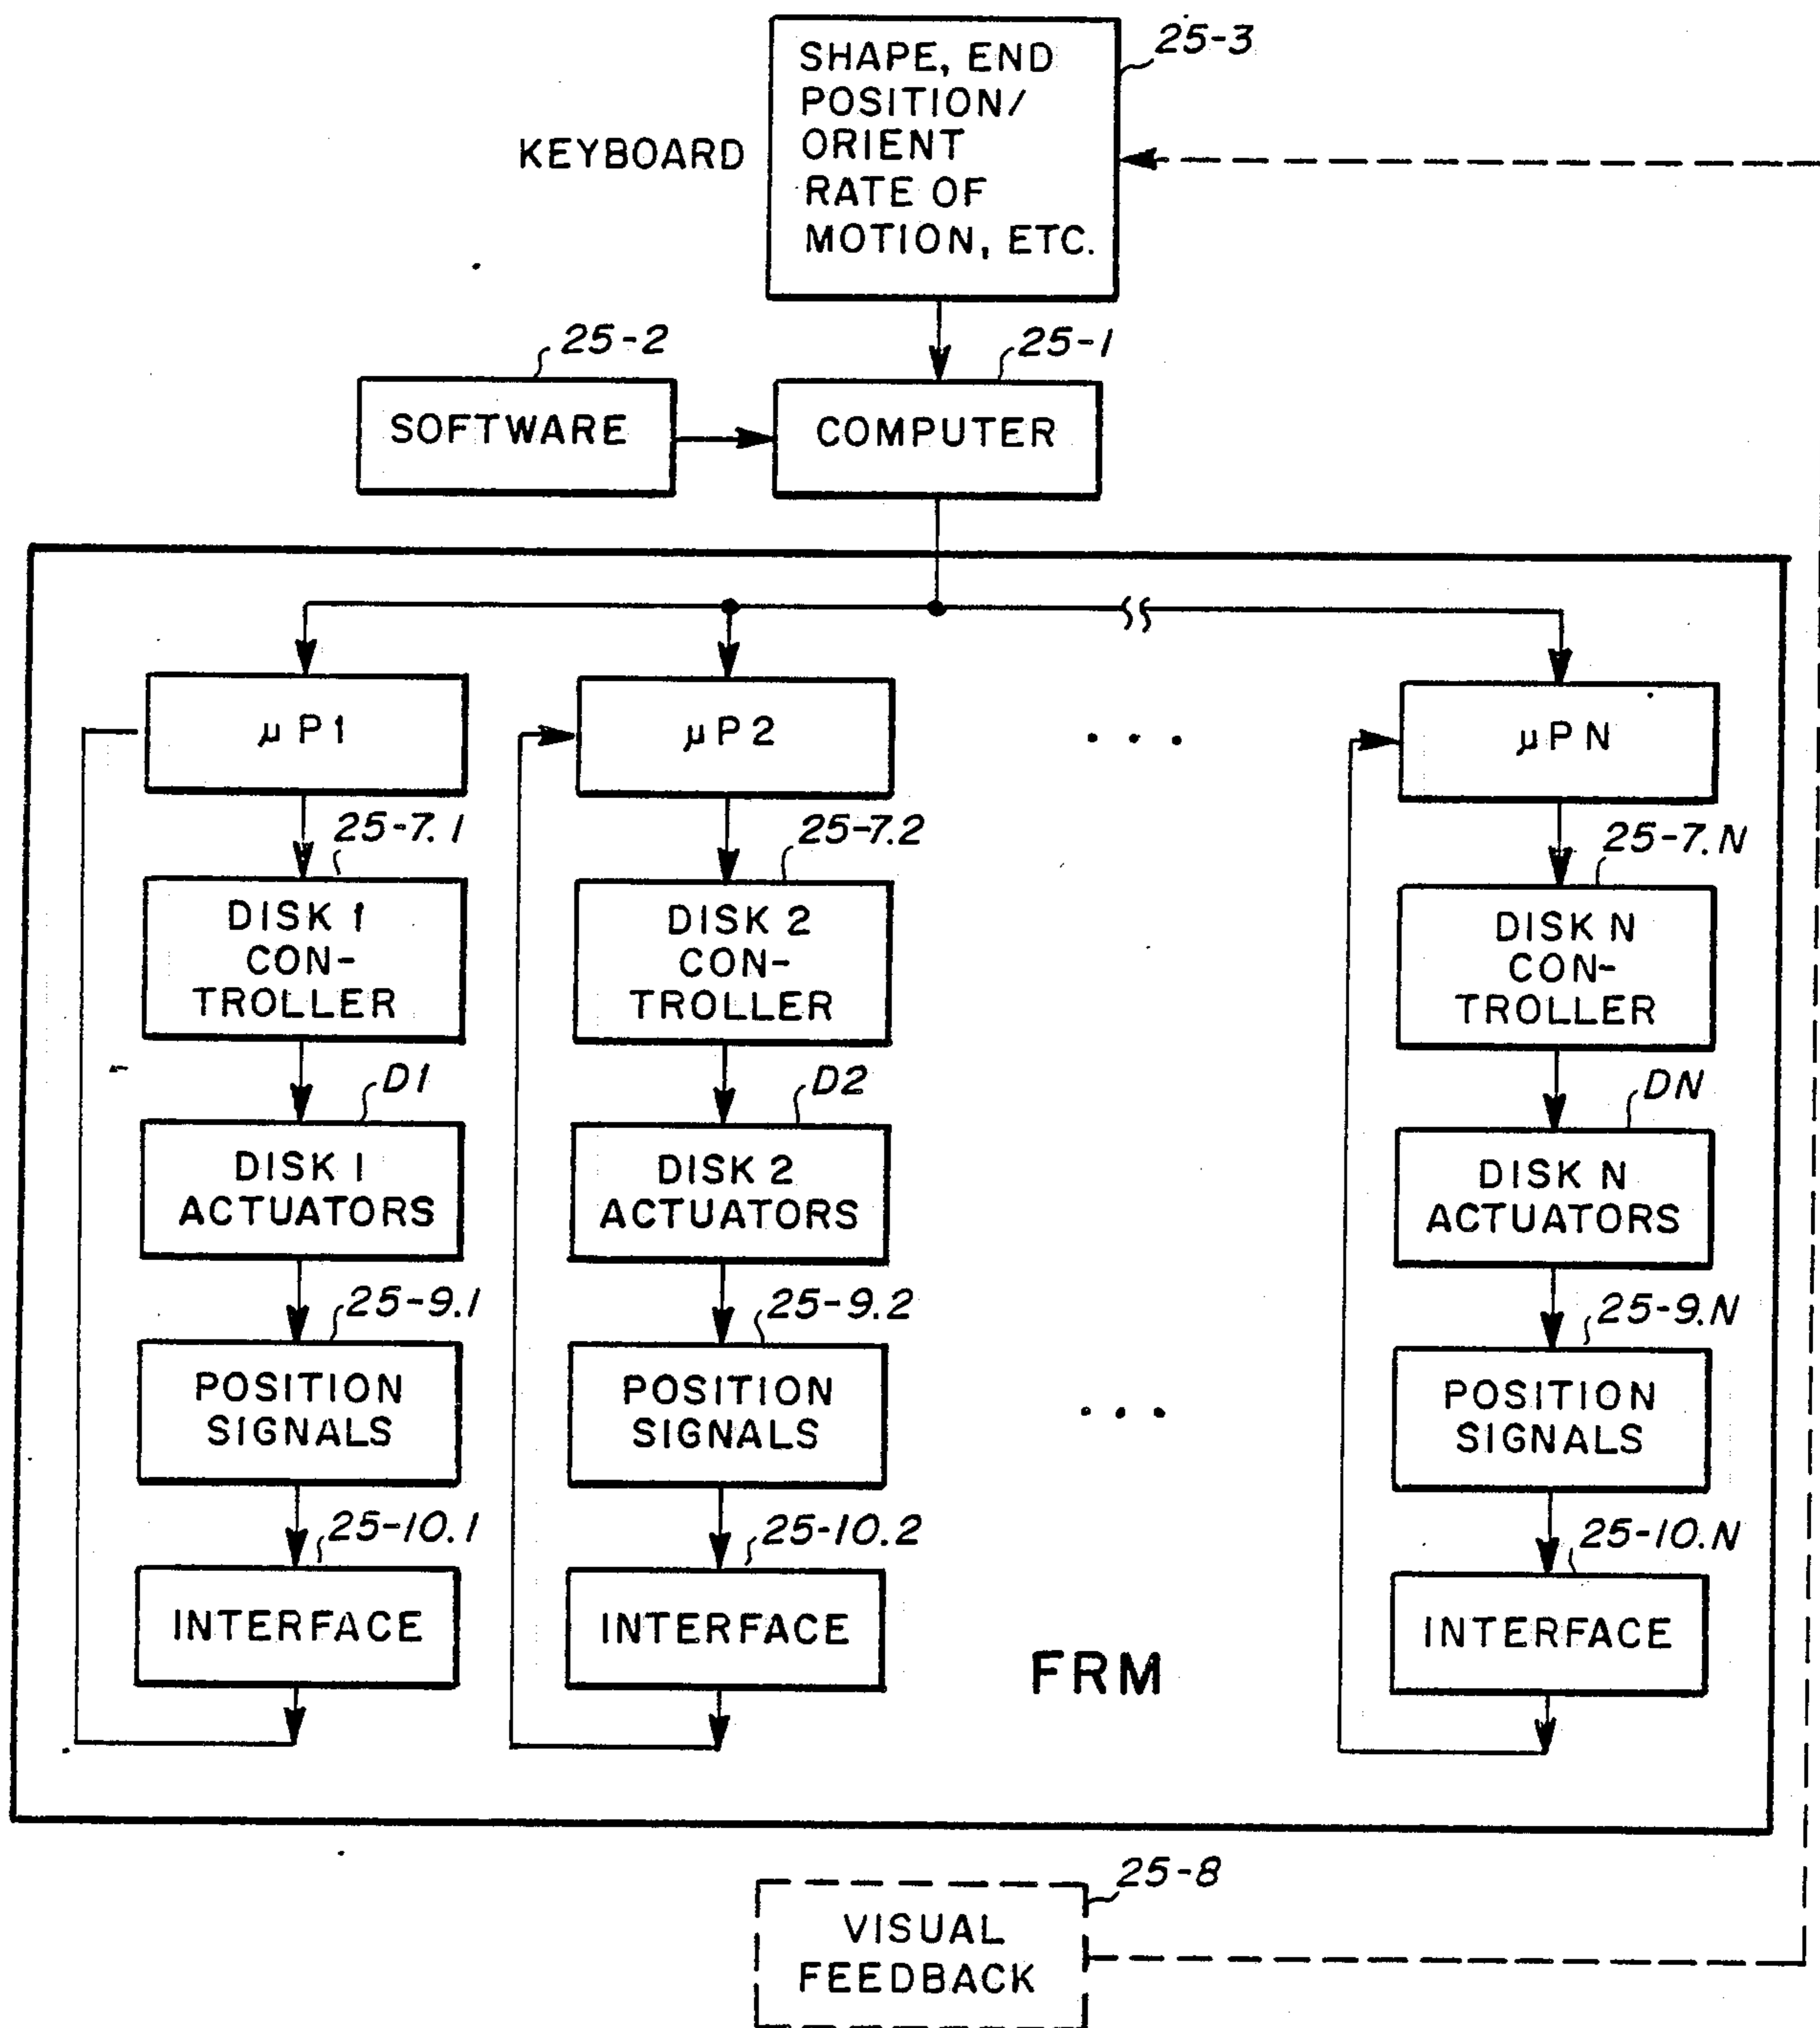 25-3
SHAPE, END
POSITION/
ORIENT
RATE OF
MOTION, ETC.
KEYBOARD
25-2
25-1
SOFTWARE
COMPUTER
μP1
μP2
. . .
μPN
25-7.1
25-7.2
25-7.N
DISK 1
CON-
TROLLER
DISK 2
CON-
TROLLER
DISK N
CON-
TROLLER
D1
D2
DN
DISK 1
ACTUATORS
DISK 2
ACTUATORS
DISK N
ACTUATORS
25-9.1
25-9.2
25-9.N
POSITION
SIGNALS
POSITION
SIGNALS
. . .
POSITION
SIGNALS
25-10.1
25-10.2
25-10.N
INTERFACE
INTERFACE
INTERFACE
FRM
25-8
VISUAL
FEEDBACK